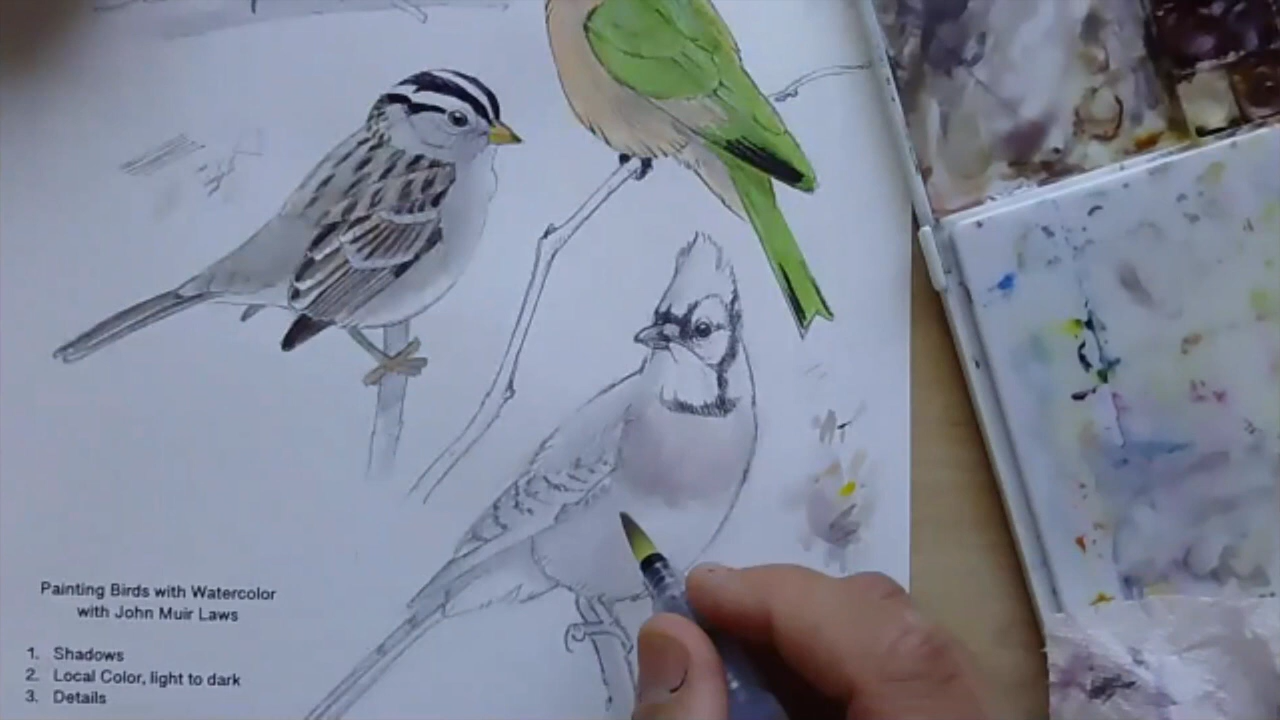 Painting Birds with Watercolor
with John Muir Laws
1. Shadows
2. Local Color, light to dark
3. Details